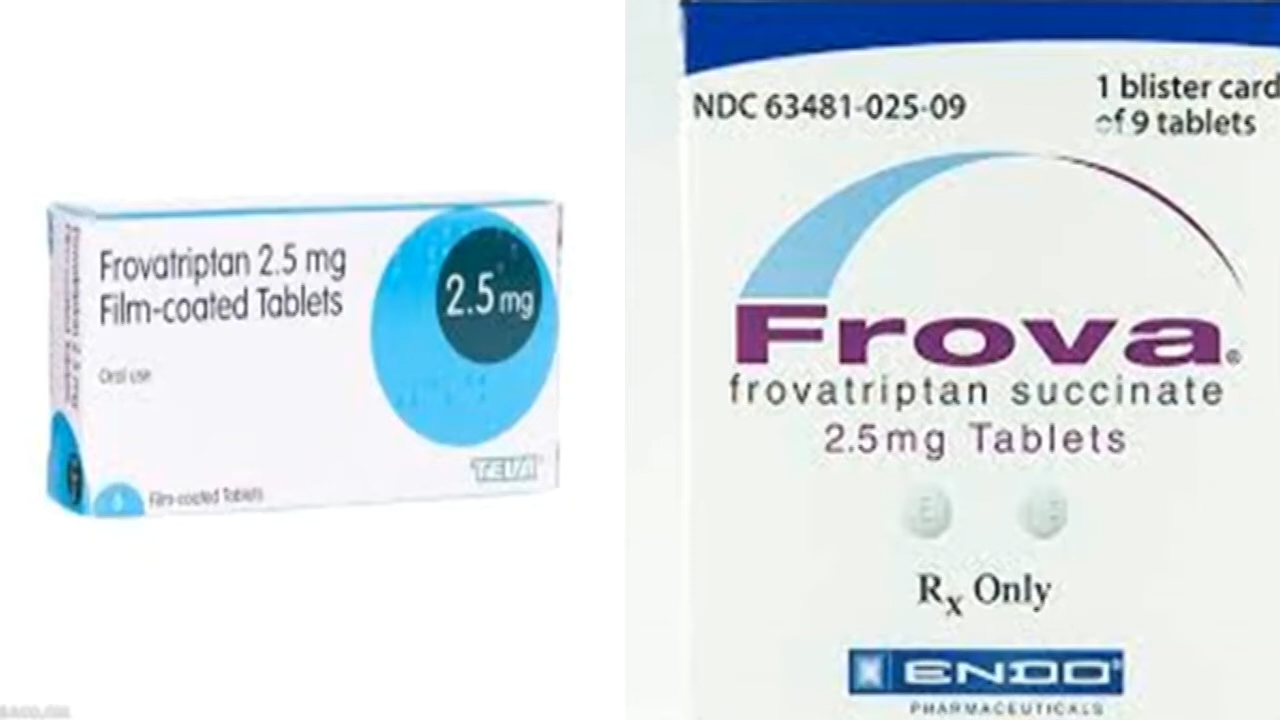 Frovatriptan 2.5 mg
Film-coated Tablets
2.5 mg
Oral use
TEVA
6 Film-coated Tablets
NDC 63481-025-09
1 blister card
of 9 tablets
Frova®
frovatriptan succinate
2.5mg Tablets
Rx Only
ENDO
PHARMACEUTICALS